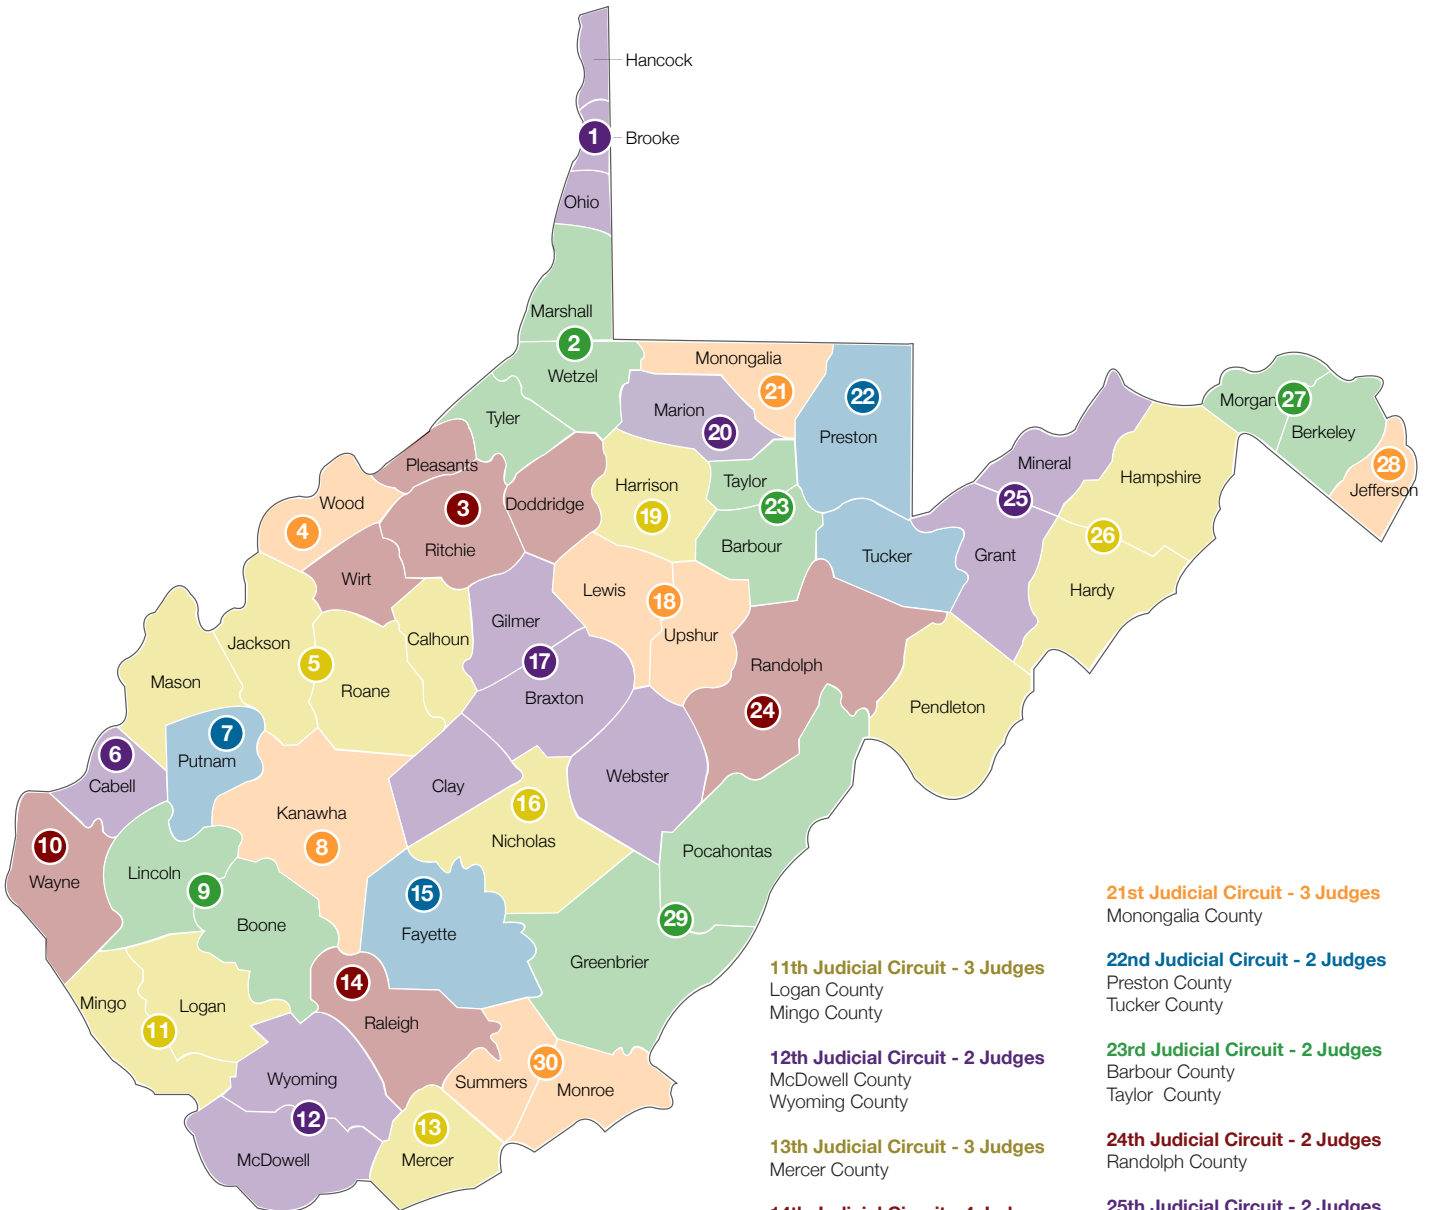 Hancock
1
Brooke
Ohio
Marshall
2
Wetzel
Monongalia
21
22
Tyler
Marion
20
Preston
Morgan
27
Berkeley
Pleasants
Mineral
Hampshire
28
Jefferson
Wood
4
3
Doddridge
Harrison
19
Taylor
23
25
26
Ritchie
Barbour
Tucker
Grant
Wirt
Lewis
18
Hardy
Jackson
Calhoun
Gilmer
Upshur
5
17
Randolph
Mason
Roane
Braxton
24
Pendleton
7
6
Putnam
Cabell
Clay
Webster
Kanawha
16
8
Nicholas
10
Wayne
Lincoln
9
15
Pocahontas
Boone
Fayette
29
Greenbrier
Mingo
Logan
11
14
Raleigh
Wyoming
Summers
30
Monroe
12
13
McDowell
Mercer
11th Judicial Circuit - 3 Judges
Logan County
Mingo County
12th Judicial Circuit - 2 Judges
McDowell County
Wyoming County
13th Judicial Circuit - 3 Judges
Mercer County
21st Judicial Circuit - 3 Judges
Monongalia County
22nd Judicial Circuit - 2 Judges
Preston County
Tucker County
23rd Judicial Circuit - 2 Judges
Barbour County
Taylor County
24th Judicial Circuit - 2 Judges
Randolph County
25th Judicial Circuit - 2 Judges